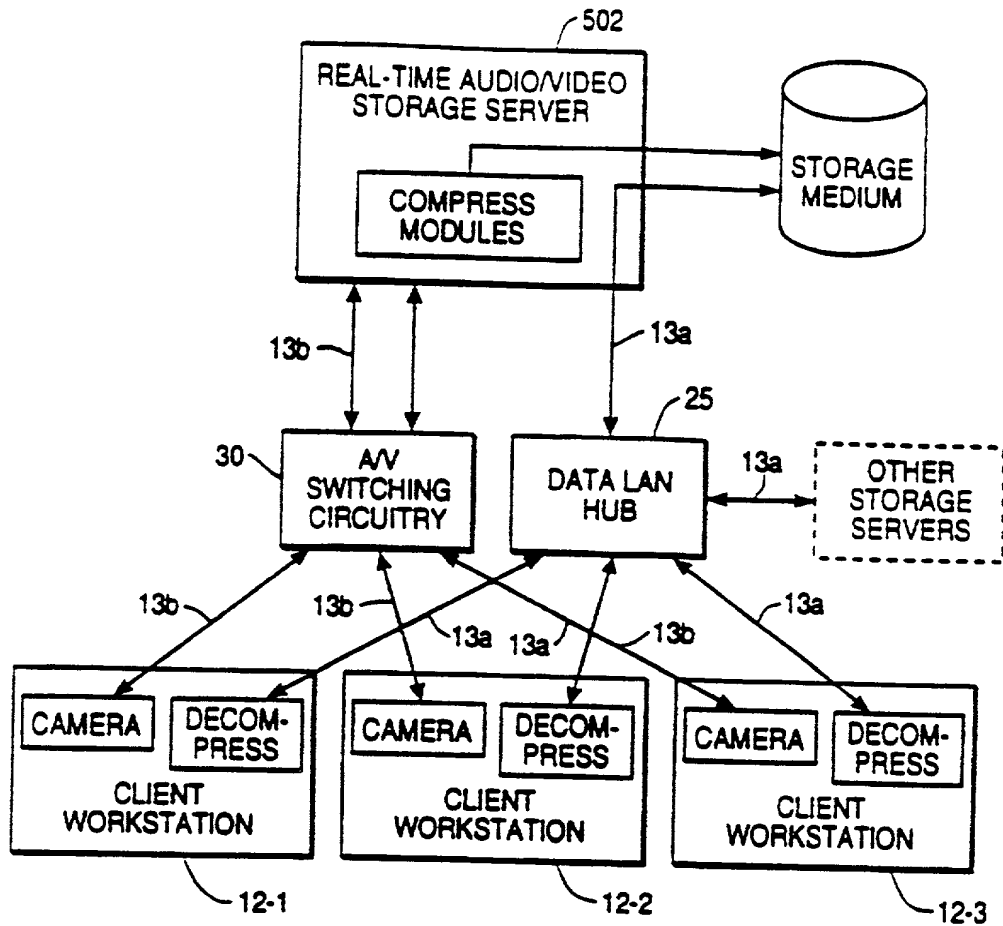 502
REAL-TIME AUDIO/VIDEO
STORAGE SERVER
COMPRESS
MODULES
STORAGE
MEDIUM
13b
13a
30
A/V
SWITCHING
CIRCUITRY
25
DATA LAN
HUB
13a
OTHER
STORAGE
SERVERS
13b
13b
13a
13a
13b
13a
CAMERA
DECOM-
PRESS
CLIENT
WORKSTATION
CAMERA
DECOM-
PRESS
CLIENT
WORKSTATION
CAMERA
DECOM-
PRESS
CLIENT
WORKSTATION
12-1
12-2
12-3